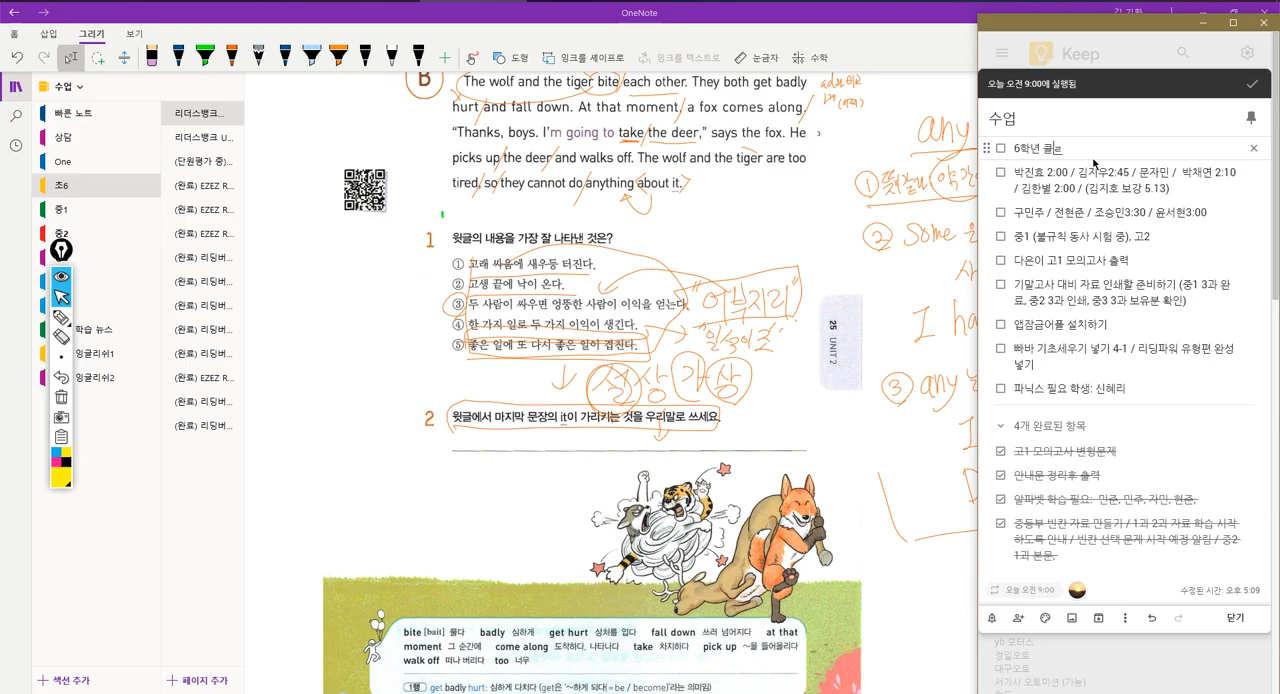 OneNote
홈 삽입 그리기 보기
도형 잉크를 셰이프로 잉크를 텍스트로 눈금자 수학
수업
빠른 노트
상담
One
초6
중1
중2
학습 뉴스
잉글리쉬1
잉글리쉬2
섹션 추가
리더스뱅크...
리더스뱅크 U...
(단원평가 중)...
(완료) EZEZ R...
(완료) EZEZ R...
(완료) EZEZ R...
(완료) 리딩버...
(완료) 리딩버...
(완료) 리딩버...
(완료) 리딩버...
(완료) 리딩버...
(완료) EZEZ R...
(완료) 리딩버...
(완료) 리딩버...
페이지 추가
B
The wolf and the tiger bite each other. They both get badly
hurt and fall down. At that moment, a fox comes along.
“Thanks, boys. I’m going to take the deer,” says the fox. He
picks up the deer and walks off. The wolf and the tiger are too
tired, so they cannot do anything about it.
3
1 윗글의 내용을 가장 잘 나타낸 것은?
① 고래 싸움에 새우등 터진다.
② 고생 끝에 낙이 온다.
③ 두 사람이 싸우면 엉뚱한 사람이 이익을 얻는다.
④ 한 가지 일로 두 가지 이익이 생긴다.
⑤ 좋은 일에 또 다시 좋은 일이 겹친다.
"어부지리"
설상가상
2 윗글에서 마지막 문장의 it이 가리키는 것을 우리말로 쓰세요.
25 UNIT 2
any
①
② Some
I ha
③ any
I
bite [bait] 물다 badly 심하게 get hurt 상처를 입다 fall down 쓰러 넘어지다 at that
moment 그 순간에 come along 도착하다, 나타나다 take 차지하다 pick up ~을 들어올리다
walk off 떠나 버리다 too 너무
1행 get badly hurt: 심하게 다치다 (get은 '~하게 되다(= be / become)'라는 의미임)
Keep
오늘 오전 9:00에 실행됨
수업
6학년 클ㄹ
박진효 2:00 / 김지우2:45 / 문자민 / 박채연 2:10
/ 김한별 2:00 / (김지호 보강 5.13)
구민주 / 전현준 / 조승민3:30 / 윤서현3:00
중1 (불규칙 동사 시험 중), 고2
다은이 고1 모의고사 출력
기말고사 대비 자료 인쇄할 준비하기 (중1 3과 완
료, 중2 3과 인쇄, 중3 3과 보유분 확인)
앱잠금어플 설치하기
빠바 기초세우기 넣기 4-1 / 리딩파워 유형편 완성
넣기
파닉스 필요 학생: 신혜리
4개 완료된 항목
고1 모의고사 변형문제
안내문 정리후 출력
알파벳 학습 필요: 민준, 민주, 자민, 현준,
중등부 빈칸 자료 만들기 / 1과 2과 자료 학습 시작
하도록 안내 / 빈칸 선택 문제 시작 예정 알림 / 중2
1과 본문,
오늘 오전 9:00
수정된 시간: 오후 5:09
닫기
yb 모터스
정일오토
대구오토
서기사 오토미션 (가능)